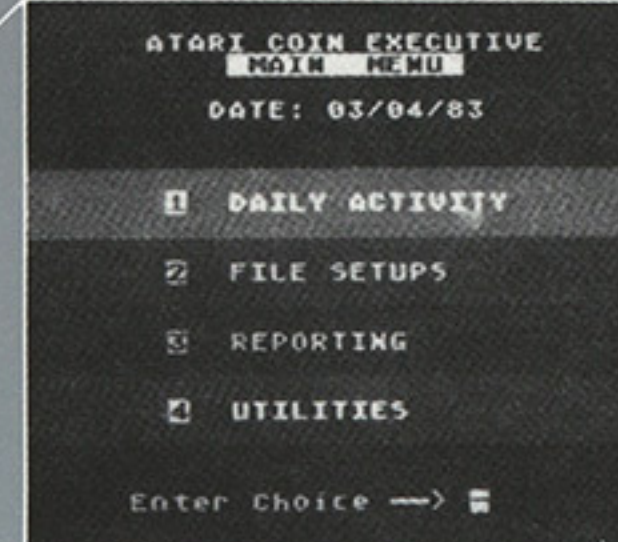 ATARI COIN EXECUTIVE
MAIN MENU
DATE: 03/04/83
1 DAILY ACTIVITY
2 FILE SETUPS
3 REPORTING
4 UTILITIES
Enter Choice ——>